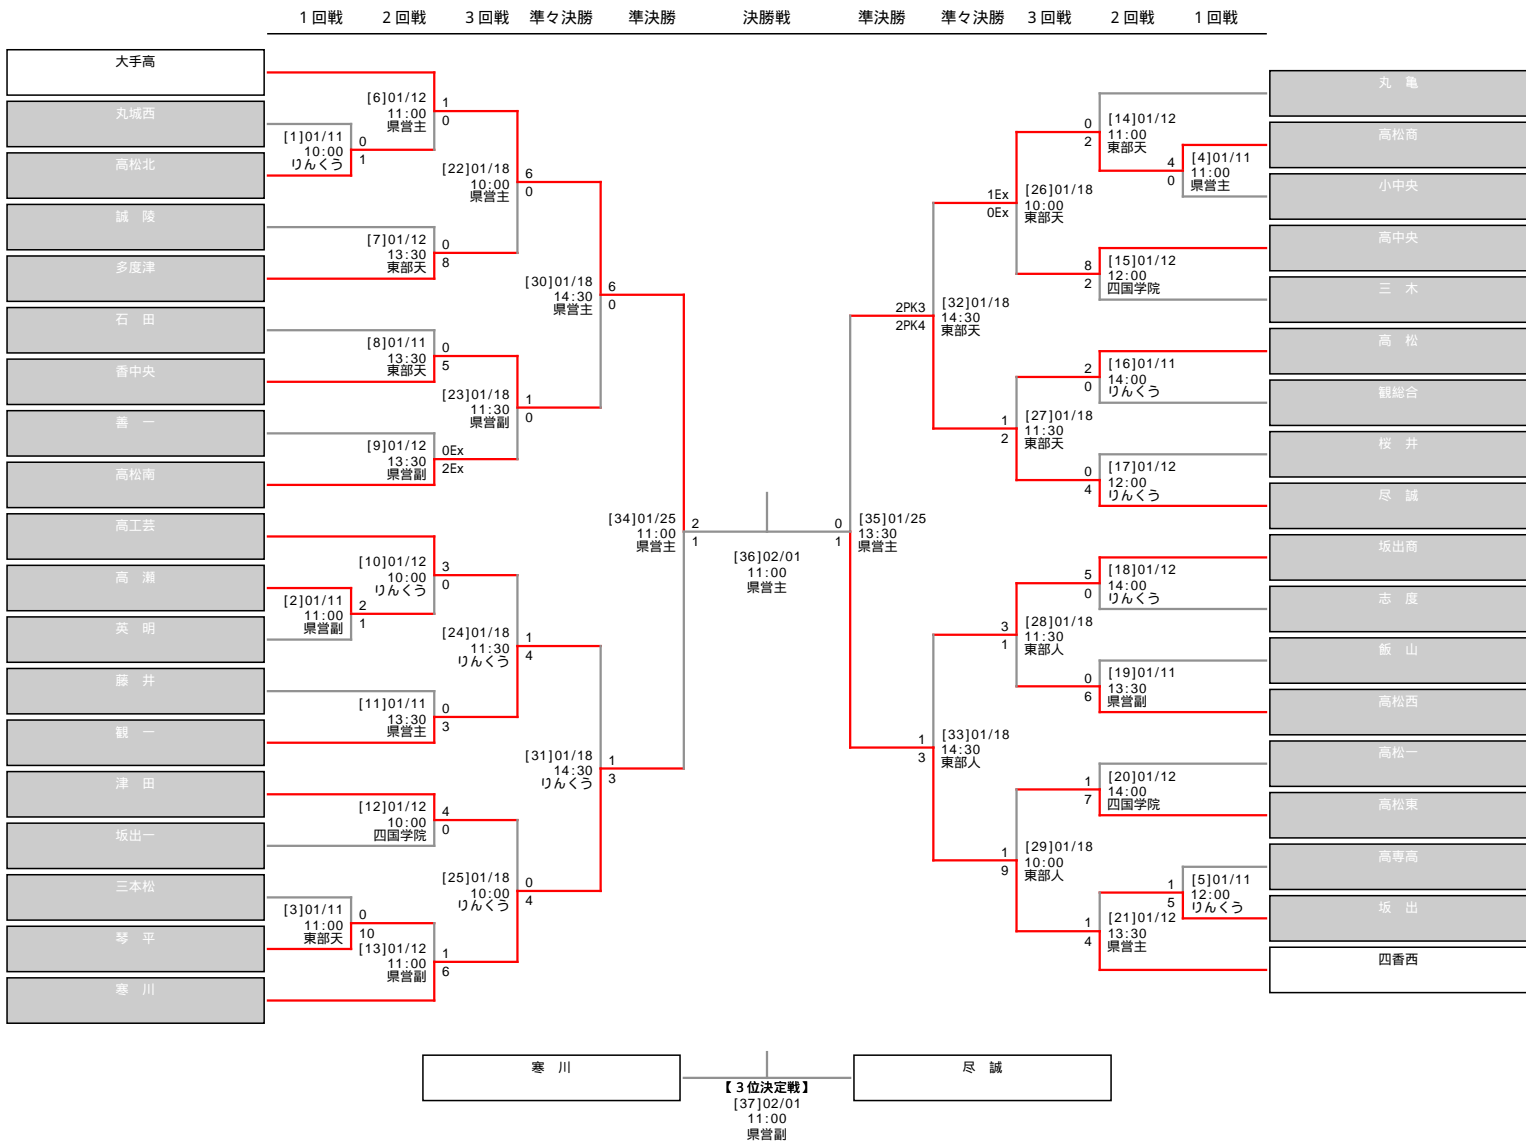 1回戦 2回戦 3回戦 準々決勝 準決勝 決勝戦 準決勝 準々決勝 3回戦 2回戦 1回戦
大手高
丸城西
高松北
誠 陵
多度津
石 田
香中央
善 一
高松南
高工芸
高 瀬
英 明
藤 井
観 一
津 田
坂出一
三本松
琴 平
寒 川
[1]01/11
10:00
りんくう
0
1
[2]01/11
11:00
県営副
2
1
[3]01/11
11:00
東部天
0
10
[6]01/12
11:00
県営主
1
0
[7]01/12
13:30
東部天
0
8
[8]01/11
13:30
東部天
0
5
[9]01/12
13:30
県営副
0Ex
2Ex
[10]01/12
10:00
りんくう
3
0
[11]01/11
13:30
県営主
0
3
[12]01/12
10:00
四国学院
4
0
[13]01/12
11:00
県営副
1
6
[22]01/18
10:00
県営主
6
0
[23]01/18
11:30
県営副
1
0
[24]01/18
11:30
りんくう
1
4
[25]01/18
10:00
りんくう
0
4
[30]01/18
14:30
県営主
6
0
[31]01/18
14:30
りんくう
1
3
[34]01/25
11:00
県営主
2
1
[36]02/01
11:00
県営主
0
1
[35]01/25
13:30
県営主
2PK3
2PK4
[32]01/18
14:30
東部天
1
3
[33]01/18
14:30
東部人
1Ex
0Ex
[26]01/18
10:00
東部天
1
2
[27]01/18
11:30
東部天
3
1
[28]01/18
11:30
東部人
1
9
[29]01/18
10:00
東部人
0
2
[14]01/12
11:00
東部天
8
2
[15]01/12
12:00
四国学院
2
0
[16]01/11
14:00
りんくう
0
4
[17]01/12
12:00
りんくう
5
0
[18]01/12
14:00
りんくう
0
6
[19]01/11
13:30
県営副
1
7
[20]01/12
14:00
四国学院
1
4
[21]01/12
13:30
県営主
4
0
[4]01/11
11:00
県営主
1
5
[5]01/11
12:00
りんくう
丸 亀
高松商
小中央
高中央
三 木
高 松
観総合
桜 井
尽 誠
坂出商
志 度
飯 山
高松西
高松一
高松東
高専高
坂 出
四香西
寒 川
尽 誠
【3位決定戦】
[37]02/01
11:00
県営副